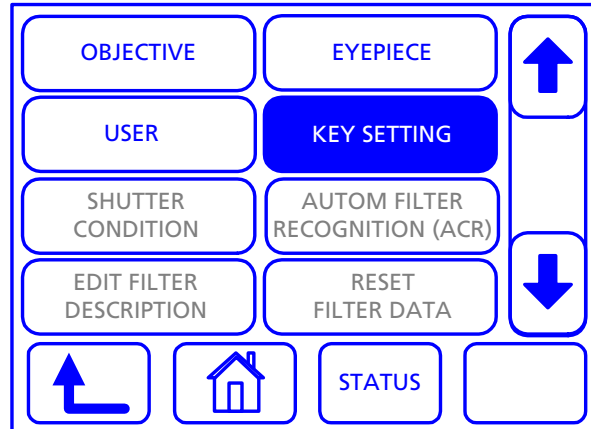 OBJECTIVE
EYEPIECE
USER
KEY SETTING
SHUTTER
CONDITION
AUTOM FILTER
RECOGNITION (ACR)
EDIT FILTER
DESCRIPTION
RESET
FILTER DATA
STATUS